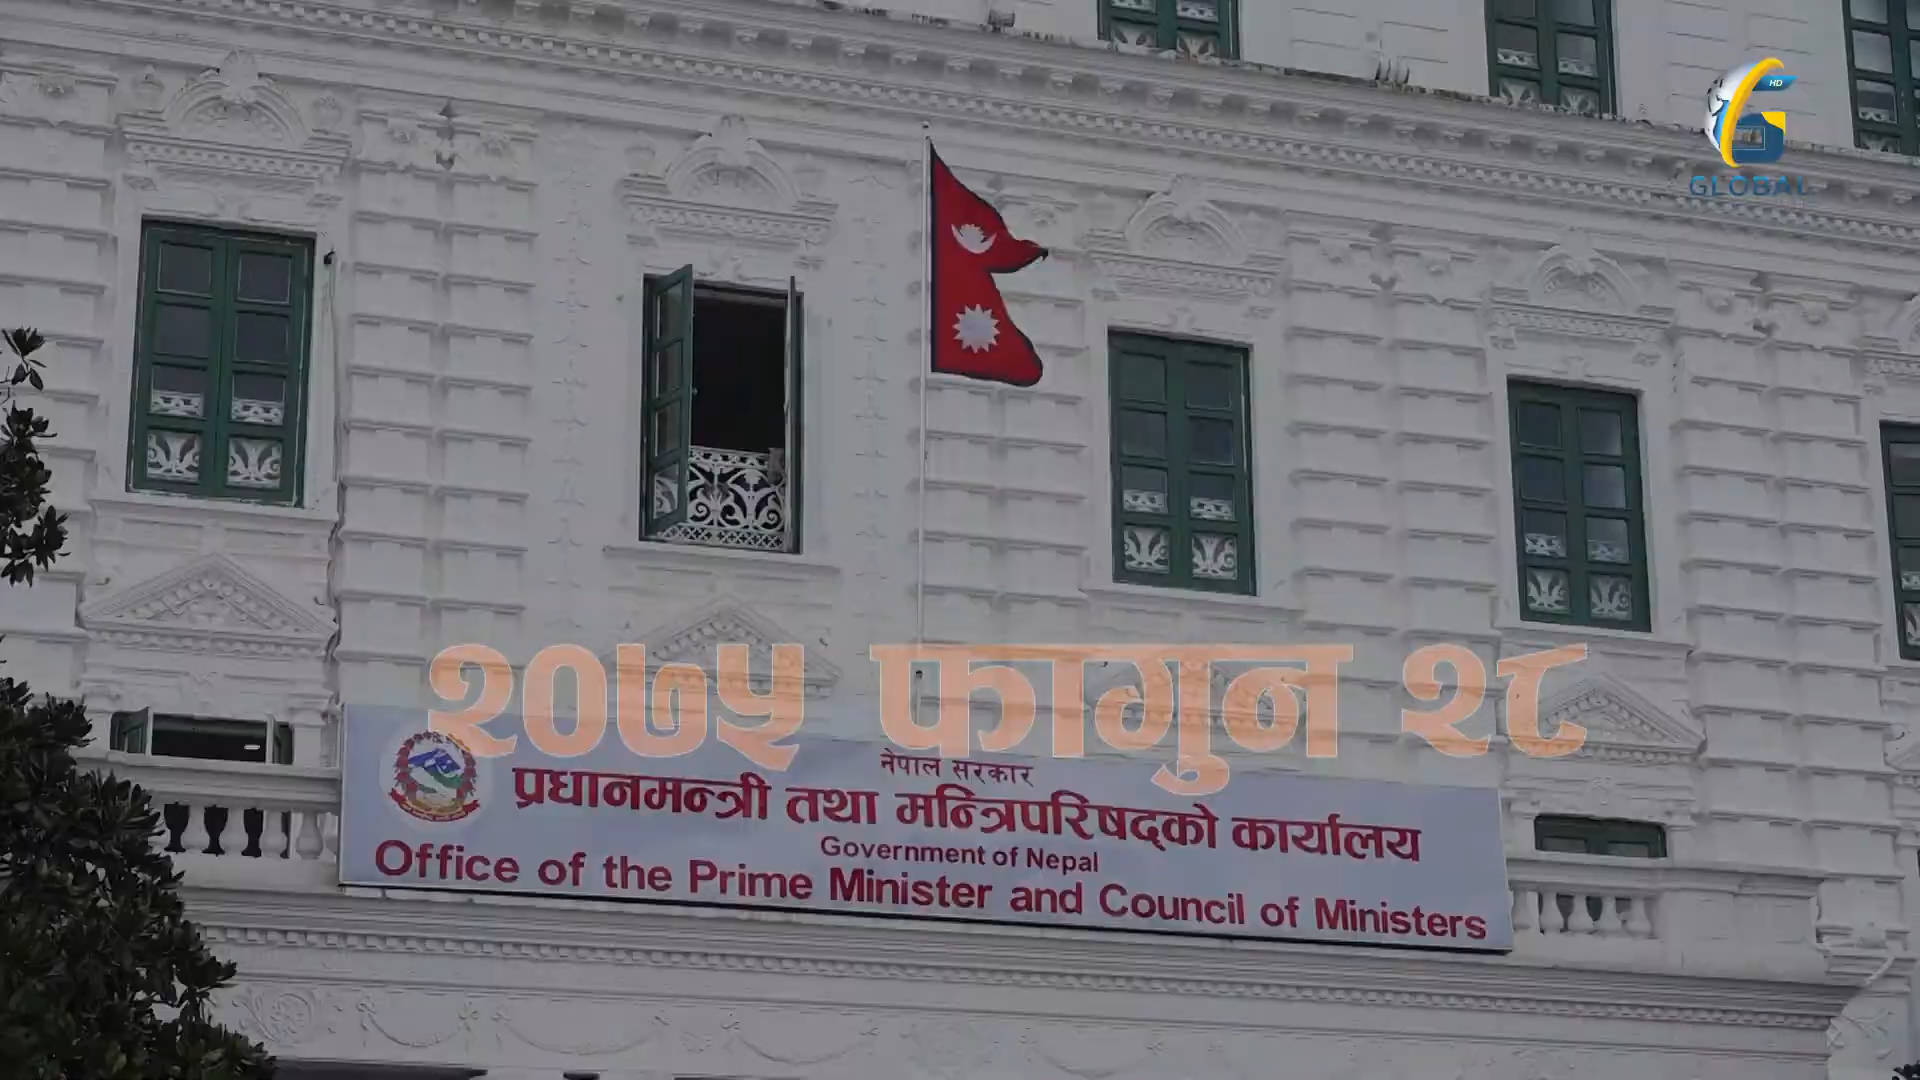 HD
GLOBAL
२०७५ फागुन २८
नेपाल सरकार
प्रधानमन्त्री तथा मन्त्रिपरिषद्को कार्यालय
Government of Nepal
Office of the Prime Minister and Council of Ministers